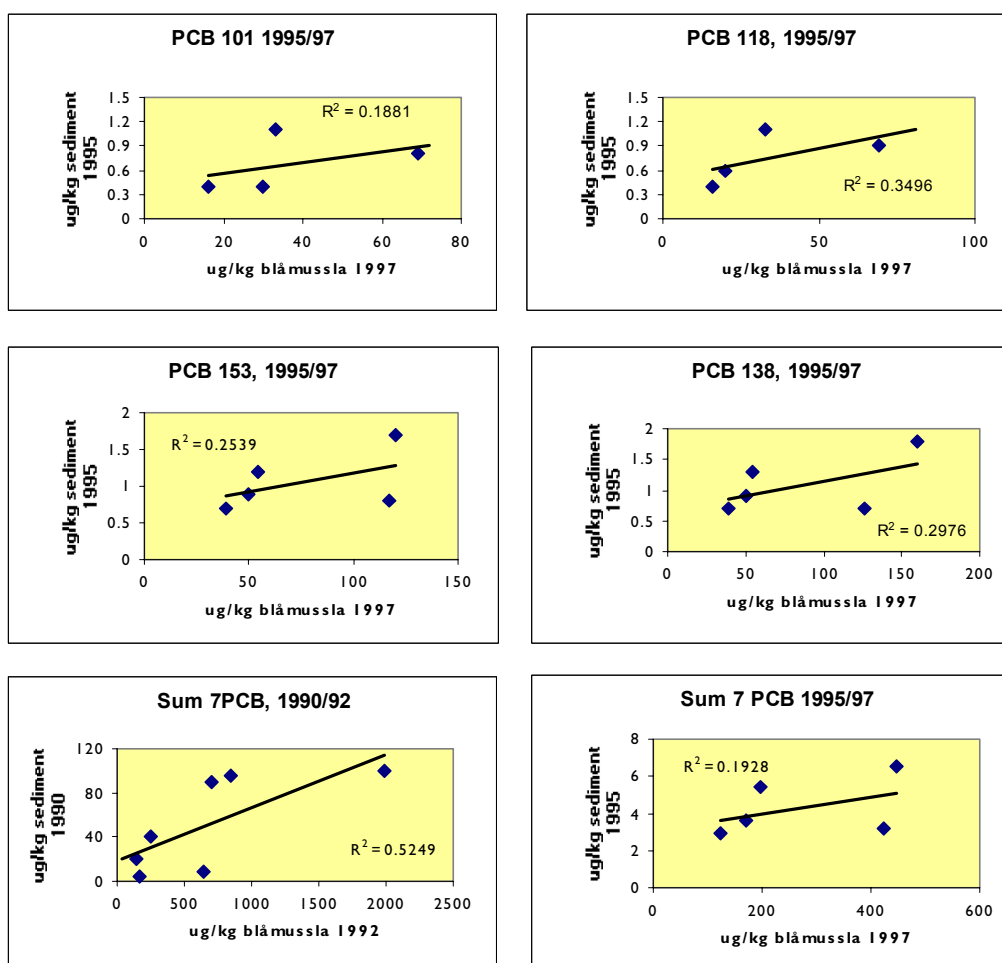 PCB 101 1995/97
1.5
1.2
0.9
0.6
0.3
0
R² = 0.1881
0 20 40 60 80
ug/kg sediment
1995
ug/kg blåmussla 1997
PCB 118, 1995/97
1.5
1.2
0.9
0.6
0.3
0
R² = 0.3496
0 50 100
ug/kg sediment
1995
ug/kg blåmussla 1997
PCB 153, 1995/97
2
1.5
1
0.5
0
R² = 0.2539
0 50 100 150
ug/kg sediment
1995
ug/kg blåmussla 1997
PCB 138, 1995/97
2
1.5
1
0.5
0
R² = 0.2976
0 50 100 150 200
ug/kg sediment
1995
ug/kg blåmussla 1997
Sum 7PCB, 1990/92
120
80
40
0
R² = 0.5249
0 500 1000 1500 2000 2500
ug/kg sediment
1990
ug/kg blåmussla 1992
Sum 7 PCB 1995/97
8
6
4
2
0
R² = 0.1928
0 200 400 600
ug/kg sediment
1995
ug/kg blåmussla 1997